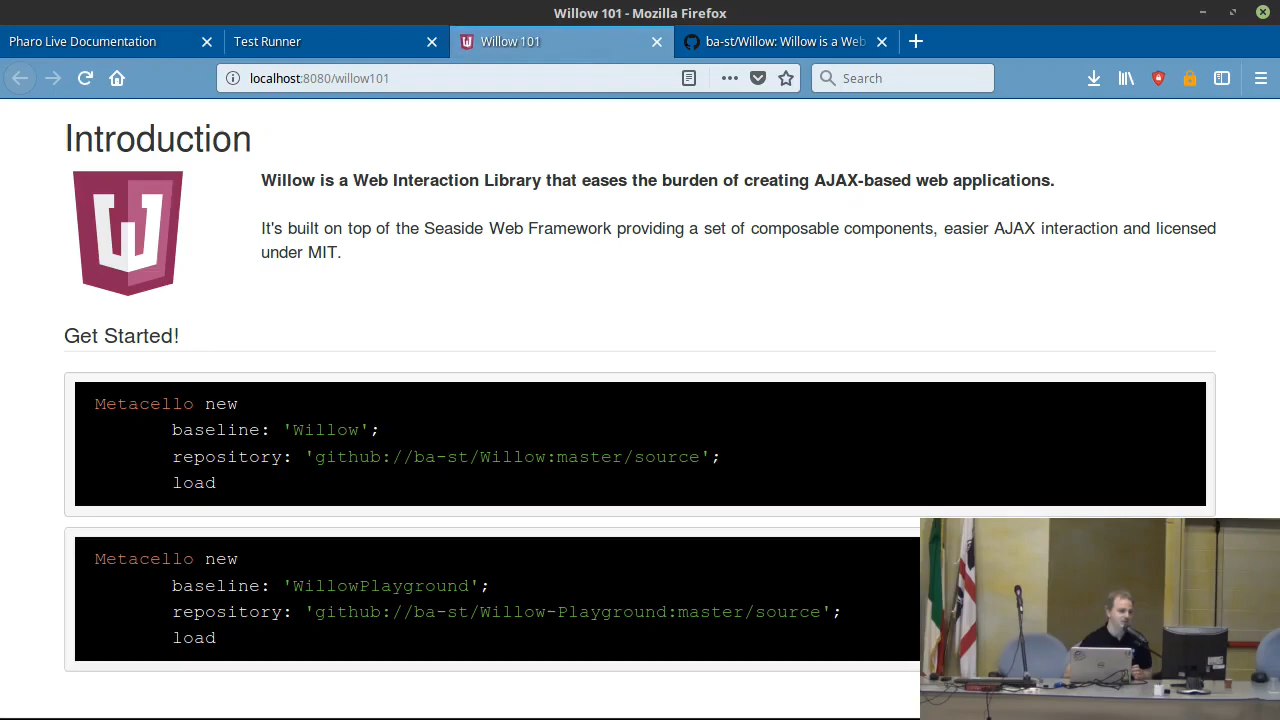 Willow 101 - Mozilla Firefox
Pharo Live Documentation
Test Runner
Willow 101
ba-st/Willow: Willow is a Web
localhost:8080/willow101
Search
Introduction
Willow is a Web Interaction Library that eases the burden of creating AJAX-based web applications.
It's built on top of the Seaside Web Framework providing a set of composable components, easier AJAX interaction and licensed
under MIT.
Get Started!
Metacello new
baseline: 'Willow';
repository: 'github://ba-st/Willow:master/source';
load
Metacello new
baseline: 'WillowPlayground';
repository: 'github://ba-st/Willow-Playground:master/source';
load